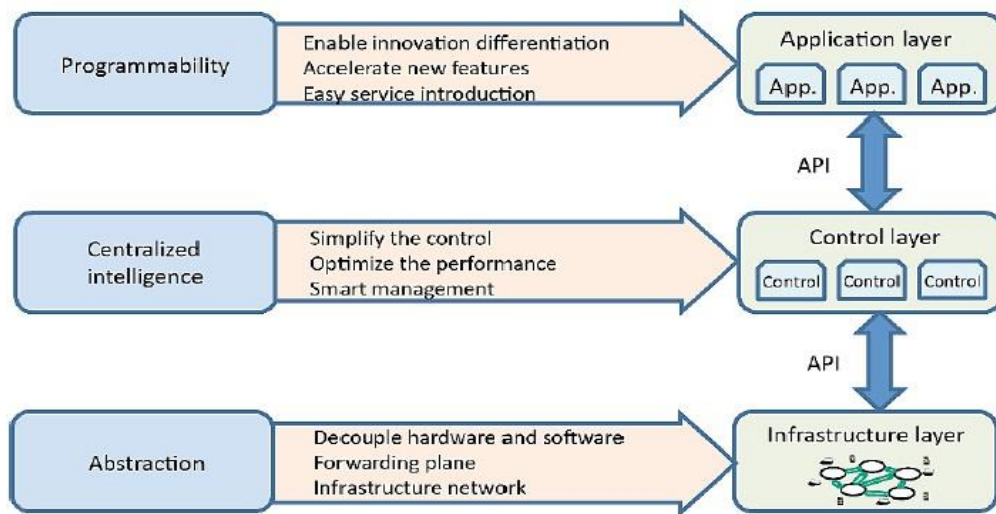 Programmability
Enable innovation differentiation
Accelerate new features
Easy service introduction
Application layer
App. App. App.
API
Centralized
intelligence
Simplify the control
Optimize the performance
Smart management
Control layer
Control Control Control
API
Abstraction
Decouple hardware and software
Forwarding plane
Infrastructure network
Infrastructure layer